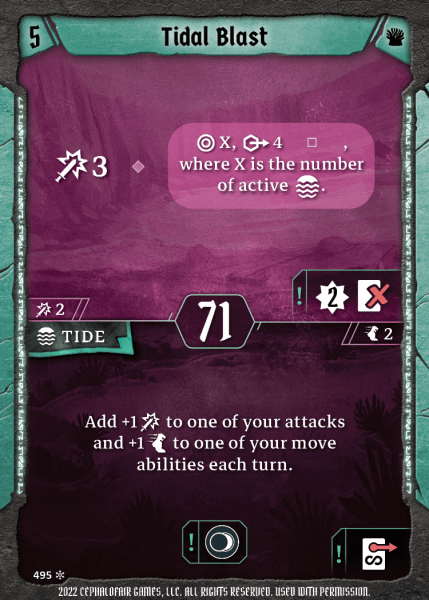 5
Tidal Blast
3
X, 4 ,
where X is the number
of active .
2
2
71
TIDE
2
Add +1 to one of your attacks
and +1 to one of your move
abilities each turn.
495
2022 CEPHALOFAIR GAMES, LLC. ALL RIGHTS RESERVED. USED WITH PERMISSION.